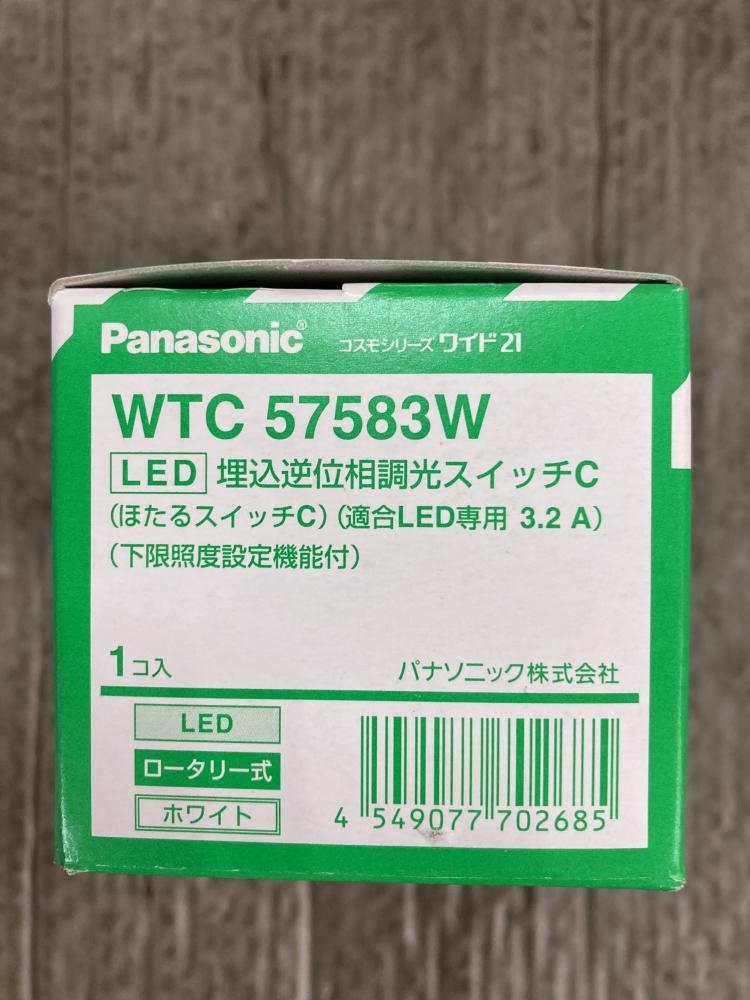 Panasonic® コスモシリーズ ワイド21
WTC 57583W
LED 埋込逆位相調光スイッチC
(ほたるスイッチC)(適合LED専用 3.2 A)
(下限照度設定機能付)
1コ入 パナソニック株式会社
LED
ロータリー式
ホワイト
4 549077 702685